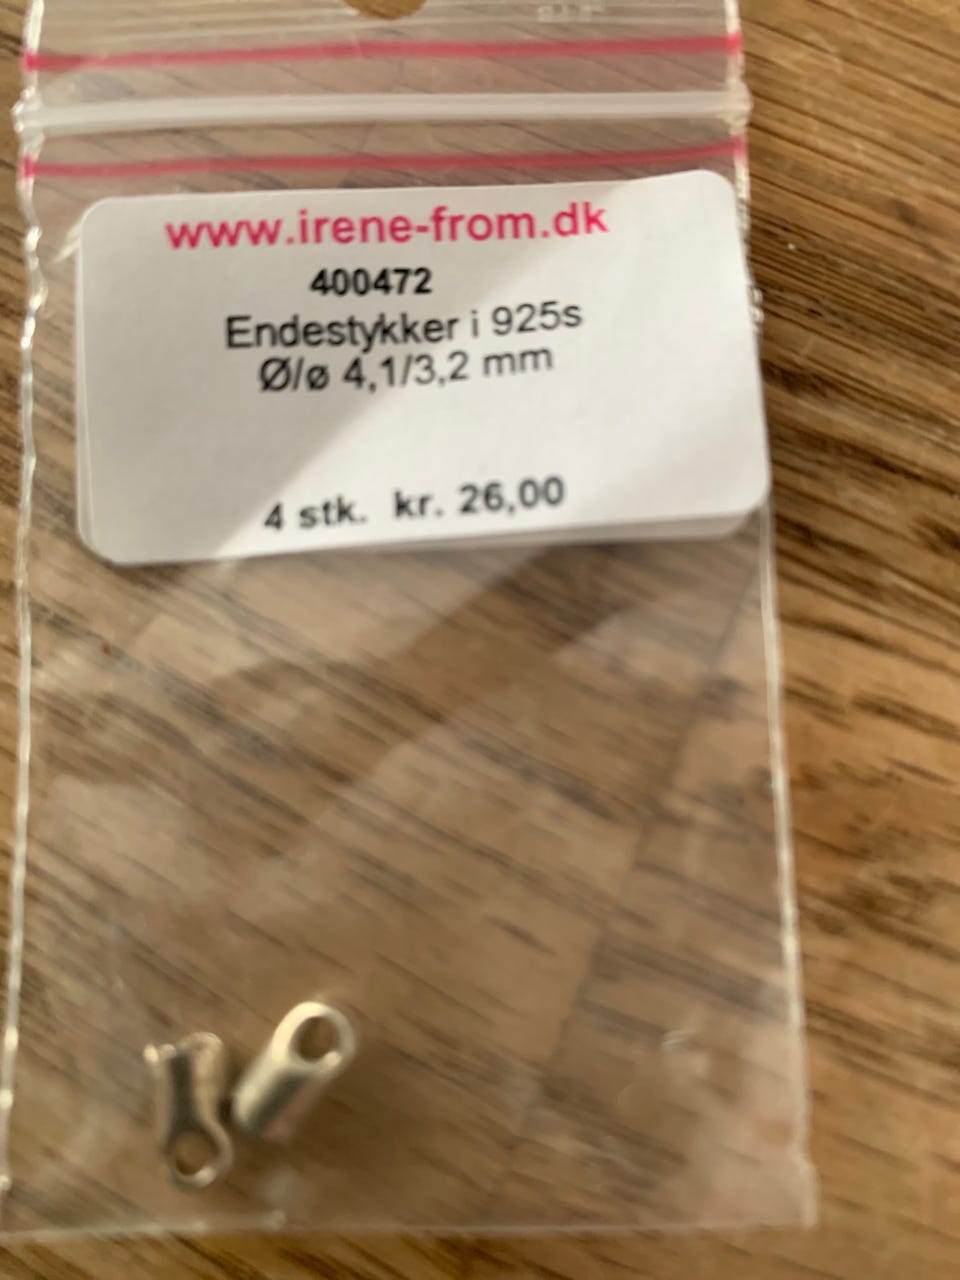 www.irene-from.dk
400472
Endestykker i 925s
Ø/ø 4,1/3,2 mm
4 stk. kr. 26,00